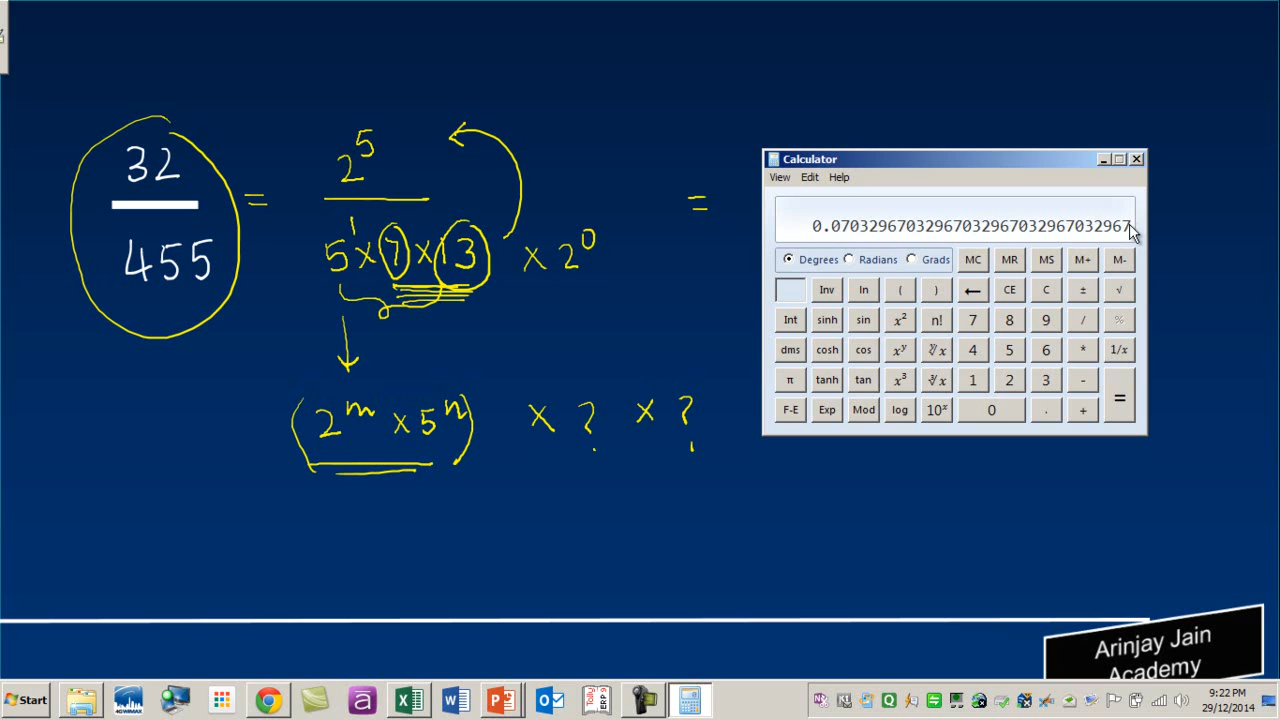 32
455
=
2^5
5^1 x 7 x 13 x 2^0
=
(2^m x 5^n) x ? x ?
Calculator
View Edit Help
0.07032967032967032967032967032967
Degrees Radians Grads MC MR MS M+ M-
Inv ln ( ) ← CE C ± √
Int sinh sin x² n! 7 8 9 / %
dms cosh cos x^y ʸ√x 4 5 6 * 1/x
π tanh tan x³ ³√x 1 2 3 - =
F-E Exp Mod log 10^x 0 . +
Arinjay Jain
Academy
Start
9:22 PM
29/12/2014